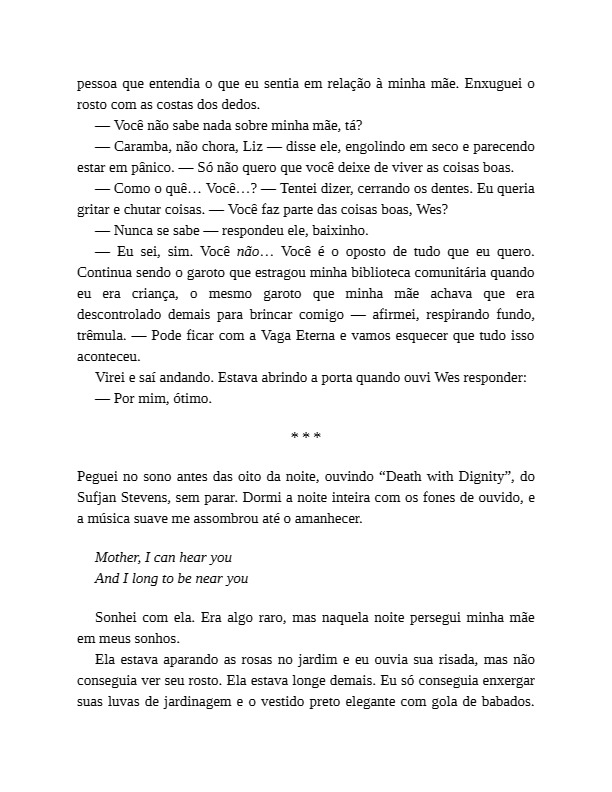 pessoa que entendia o que eu sentia em relação à minha mãe. Enxuguei o
rosto com as costas dos dedos.
— Você não sabe nada sobre minha mãe, tá?
— Caramba, não chora, Liz — disse ele, engolindo em seco e parecendo
estar em pânico. — Só não quero que você deixe de viver as coisas boas.
— Como o quê… Você…? — Tentei dizer, cerrando os dentes. Eu queria
gritar e chutar coisas. — Você faz parte das coisas boas, Wes?
— Nunca se sabe — respondeu ele, baixinho.
— Eu sei, sim. Você não… Você é o oposto de tudo que eu quero.
Continua sendo o garoto que estragou minha biblioteca comunitária quando
eu era criança, o mesmo garoto que minha mãe achava que era
descontrolado demais para brincar comigo — afirmei, respirando fundo,
trêmula. — Pode ficar com a Vaga Eterna e vamos esquecer que tudo isso
aconteceu.
Virei e saí andando. Estava abrindo a porta quando ouvi Wes responder:
— Por mim, ótimo.
* * *
Peguei no sono antes das oito da noite, ouvindo “Death with Dignity”, do
Sufjan Stevens, sem parar. Dormi a noite inteira com os fones de ouvido, e
a música suave me assombrou até o amanhecer.
Mother, I can hear you
And I long to be near you
Sonhei com ela. Era algo raro, mas naquela noite persegui minha mãe
em meus sonhos.
Ela estava aparando as rosas no jardim e eu ouvia sua risada, mas não
conseguia ver seu rosto. Ela estava longe demais. Eu só conseguia enxergar
suas luvas de jardinagem e o vestido preto elegante com gola de babados.